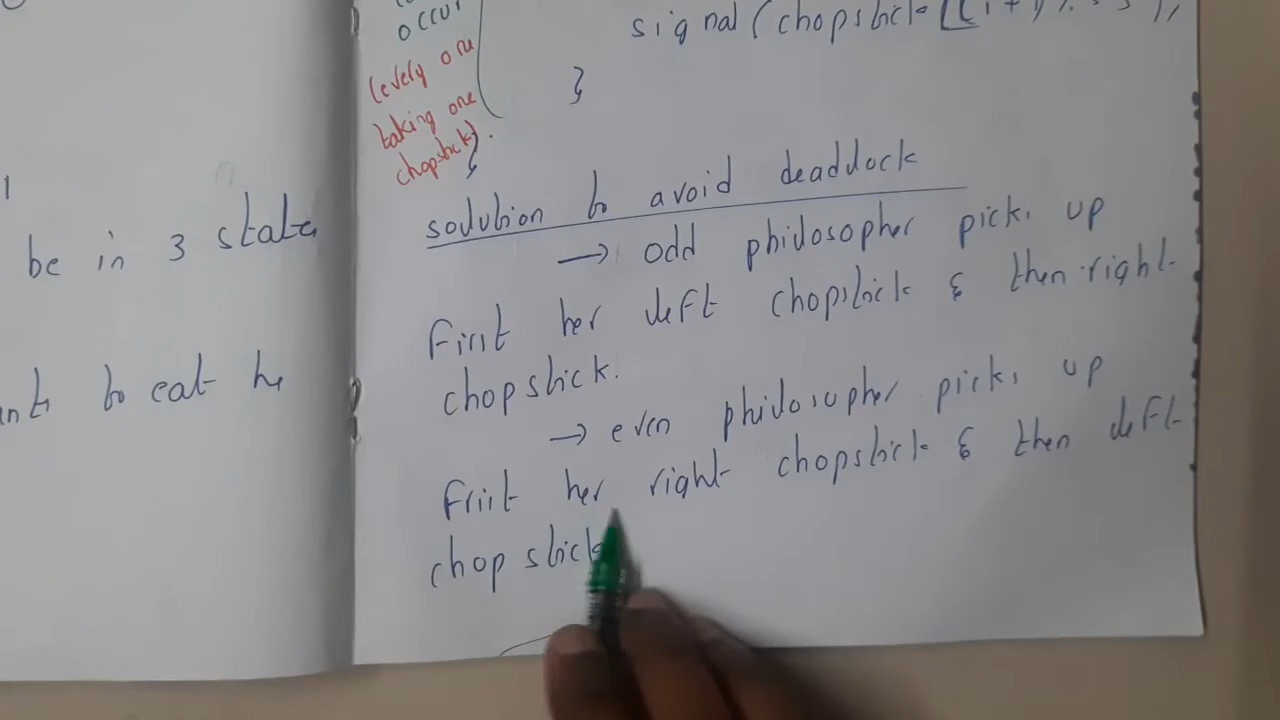 be in 3 state
to eat he
occur
(every one
taking one
chopstick).
signal(chopstick[(i+1)
}
}
solution to avoid deadlock
→ odd philosopher picks up
First her left chopstick & then right
chopstick.
→ even philosopher picks up
First her right chopstick & then left
chopstick